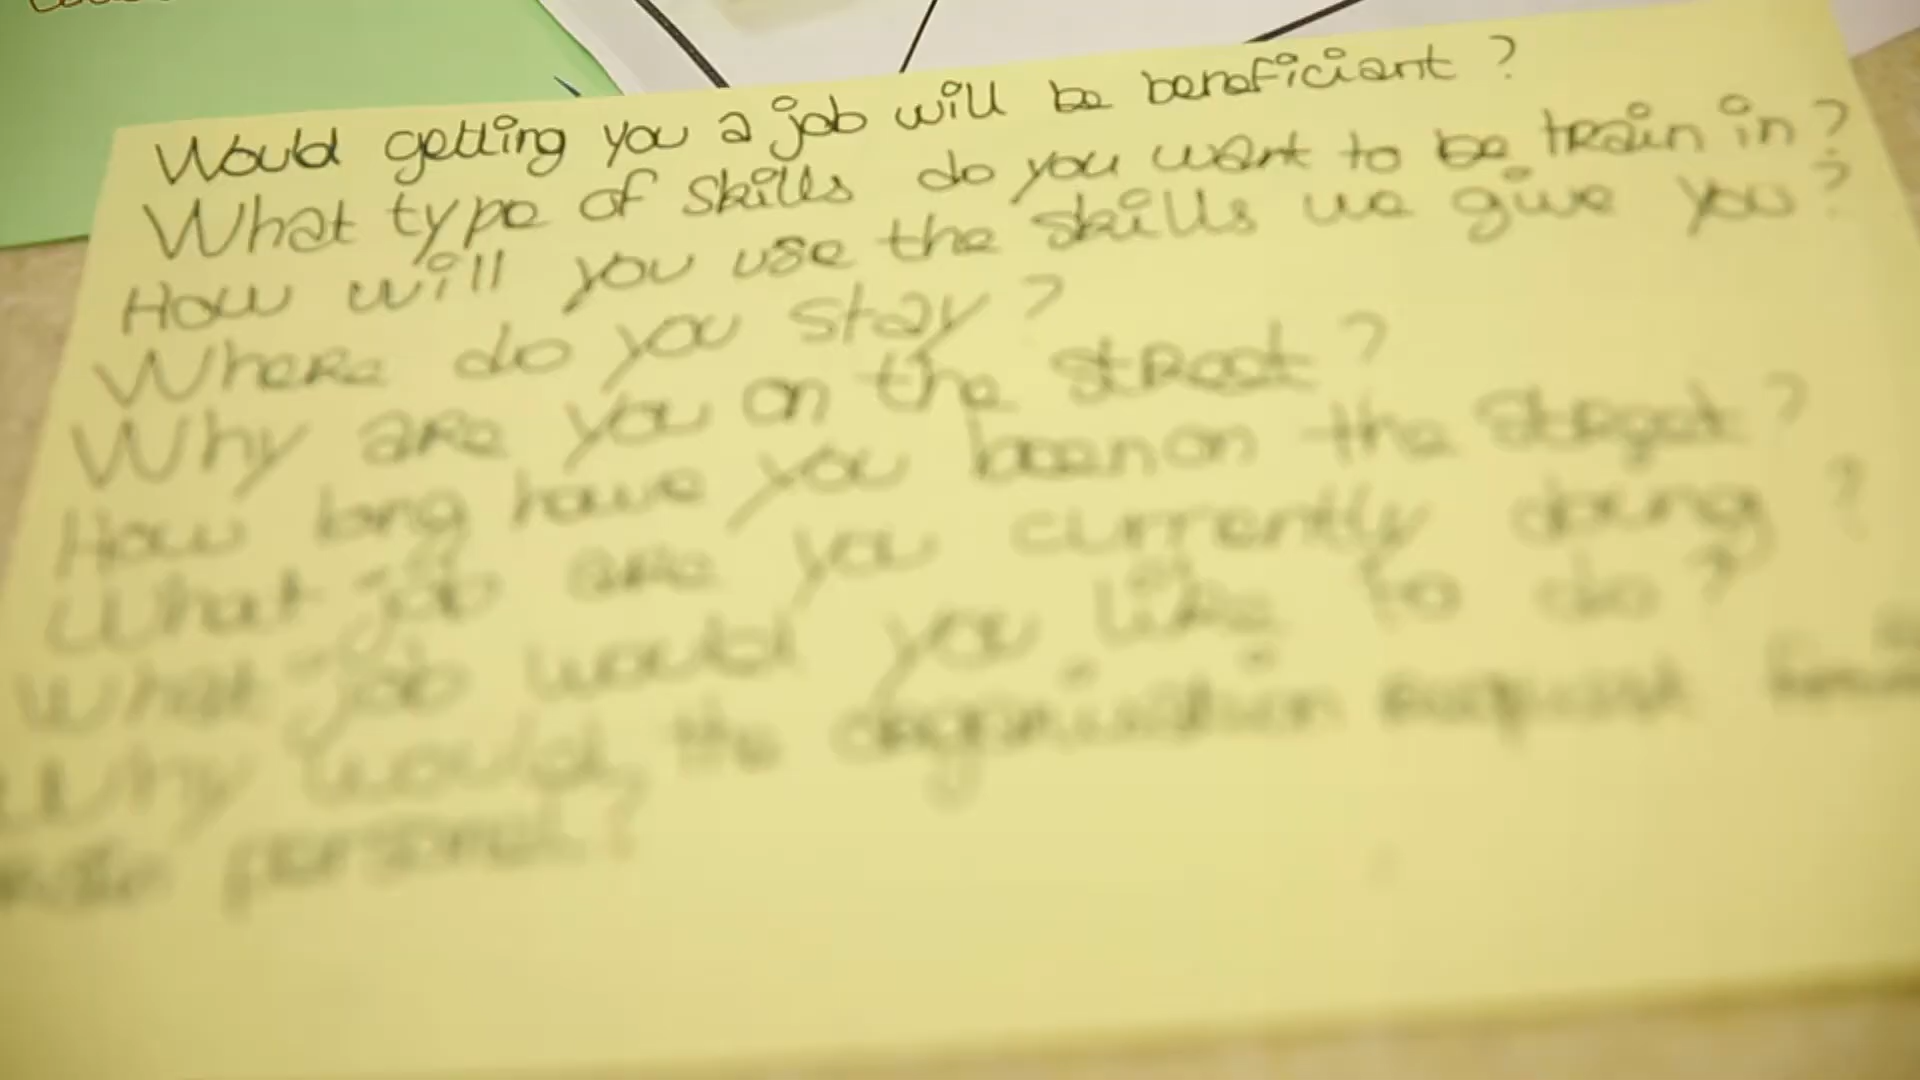 Would getting you a job will be beneficiant?
What type of skills do you want to be train in?
How will you use the skills we give you?
Where do you stay?
Why are you on the street?
How long have you been on the street?
What job are you currently doing?
What job would you like to do?
Why would the organisation request
personal?